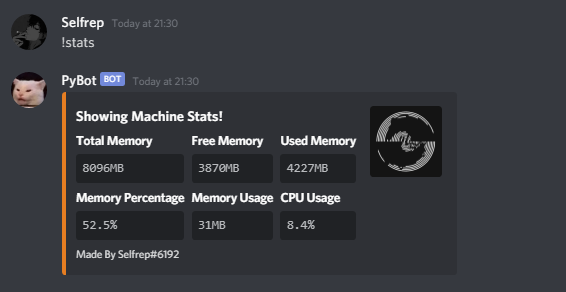 Selfrep Today at 21:30
!stats
PyBot BOT Today at 21:30
Showing Machine Stats!
Total Memory Free Memory Used Memory
8096MB 3870MB 4227MB
Memory Percentage Memory Usage CPU Usage
52.5% 31MB 8.4%
Made By Selfrep#6192